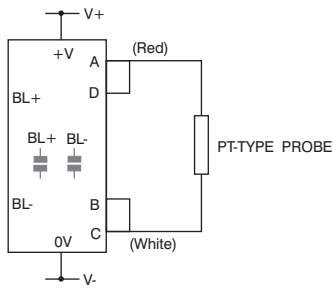 V+
+V
(Red)
A
D
BL+
BL+ BL-
PT-TYPE PROBE
BL-
B
C
0V
(White)
V-